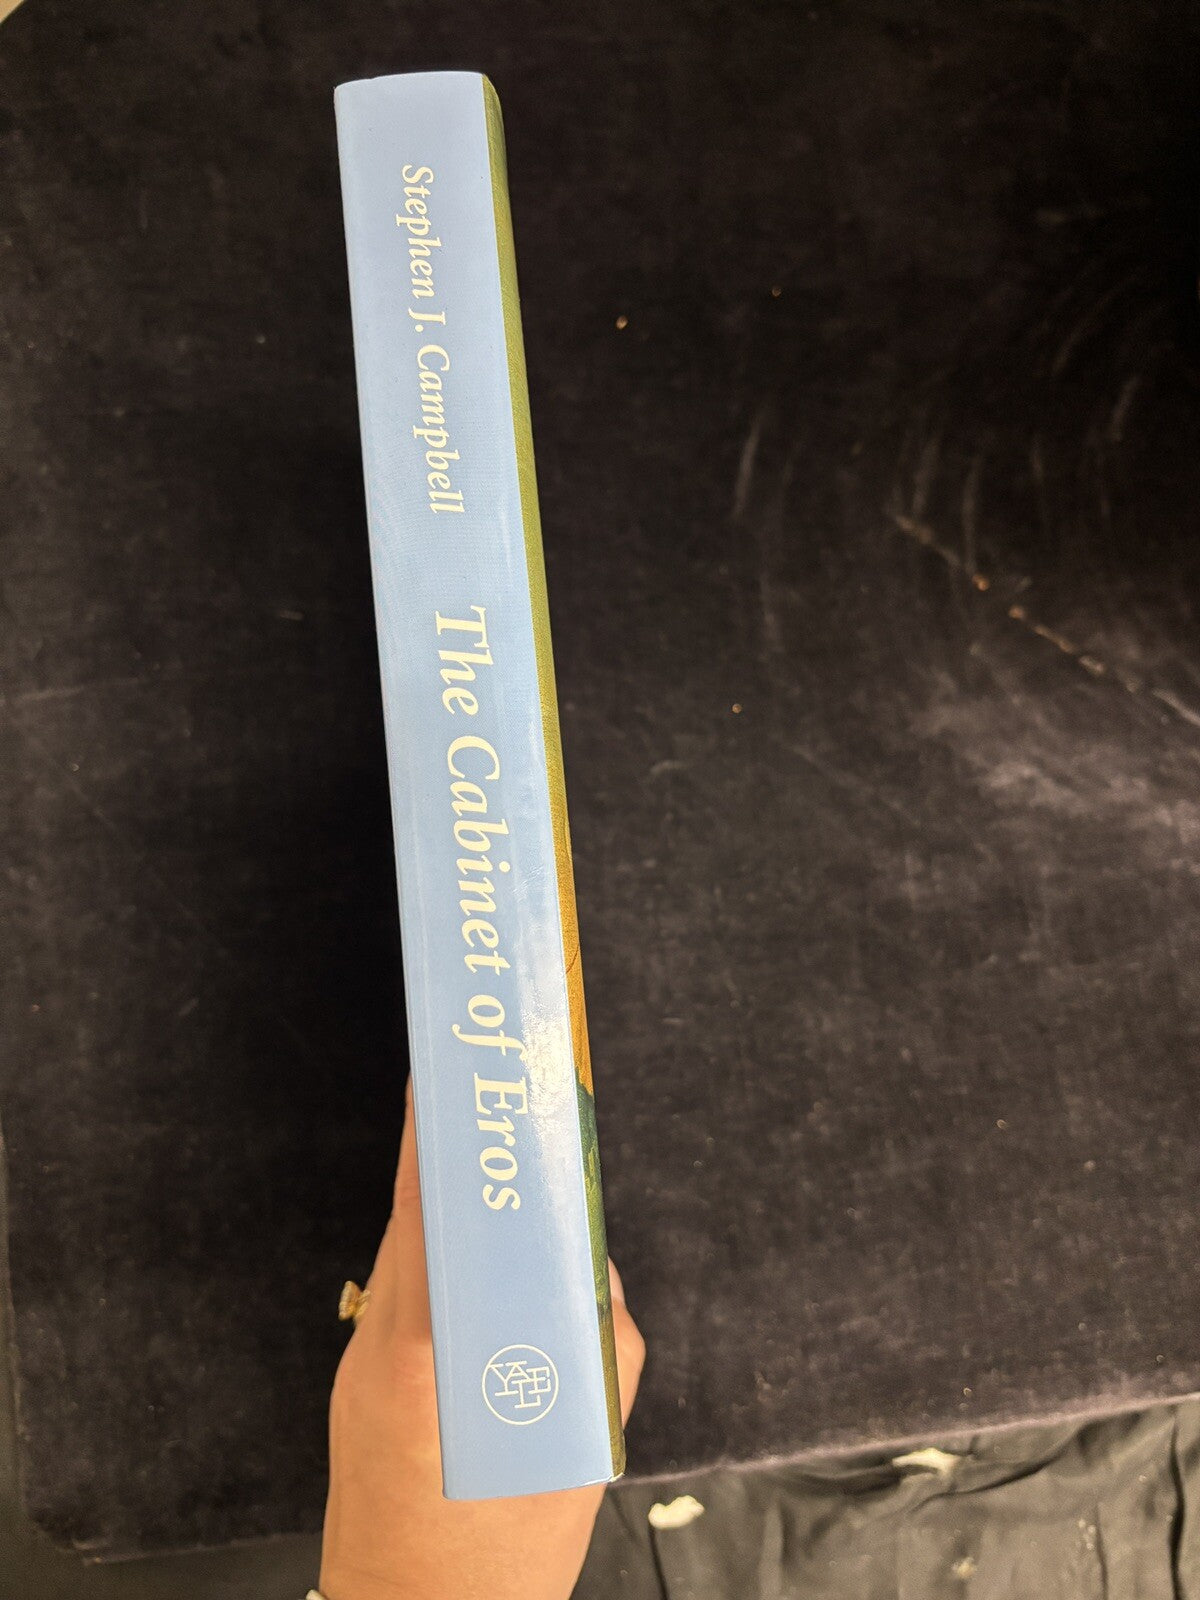 Stephen J. Campbell
The Cabinet of Eros
YALE